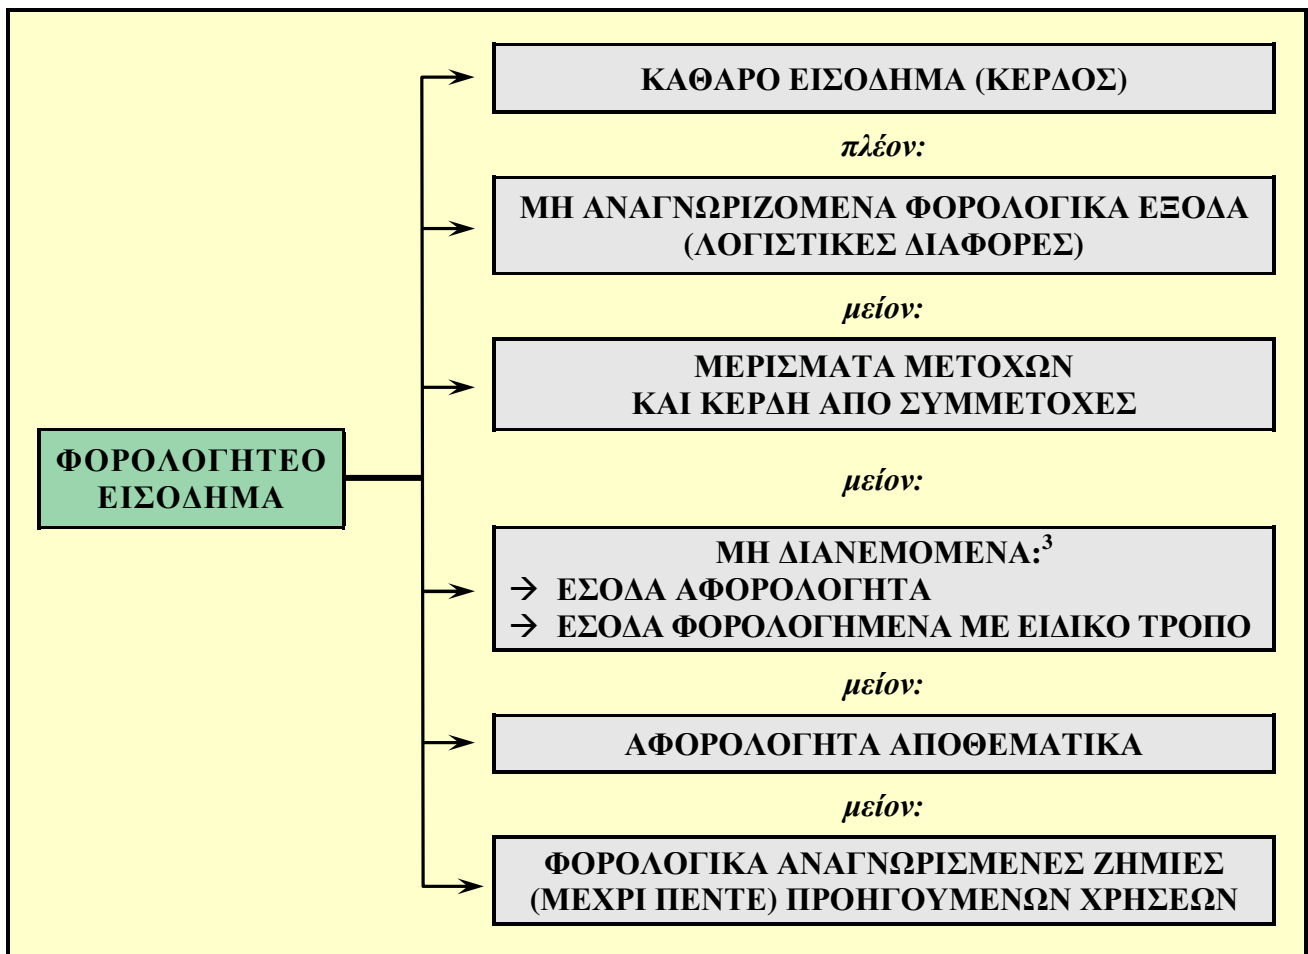 ΚΑΘΑΡΟ ΕΙΣΟΔΗΜΑ (ΚΕΡΔΟΣ)
πλέον:
ΜΗ ΑΝΑΓΝΩΡΙΖΟΜΕΝΑ ΦΟΡΟΛΟΓΙΚΑ ΕΞΟΔΑ
(ΛΟΓΙΣΤΙΚΕΣ ΔΙΑΦΟΡΕΣ)
μείον:
ΜΕΡΙΣΜΑΤΑ ΜΕΤΟΧΩΝ
ΚΑΙ ΚΕΡΔΗ ΑΠΟ ΣΥΜΜΕΤΟΧΕΣ
ΦΟΡΟΛΟΓΗΤΕΟ
ΕΙΣΟΔΗΜΑ
μείον:
ΜΗ ΔΙΑΝΕΜΟΜΕΝΑ:³
→ ΕΣΟΔΑ ΑΦΟΡΟΛΟΓΗΤΑ
→ ΕΣΟΔΑ ΦΟΡΟΛΟΓΗΜΕΝΑ ΜΕ ΕΙΔΙΚΟ ΤΡΟΠΟ
μείον:
ΑΦΟΡΟΛΟΓΗΤΑ ΑΠΟΘΕΜΑΤΙΚΑ
μείον:
ΦΟΡΟΛΟΓΙΚΑ ΑΝΑΓΝΩΡΙΣΜΕΝΕΣ ΖΗΜΙΕΣ
(ΜΕΧΡΙ ΠΕΝΤΕ) ΠΡΟΗΓΟΥΜΕΝΩΝ ΧΡΗΣΕΩΝ